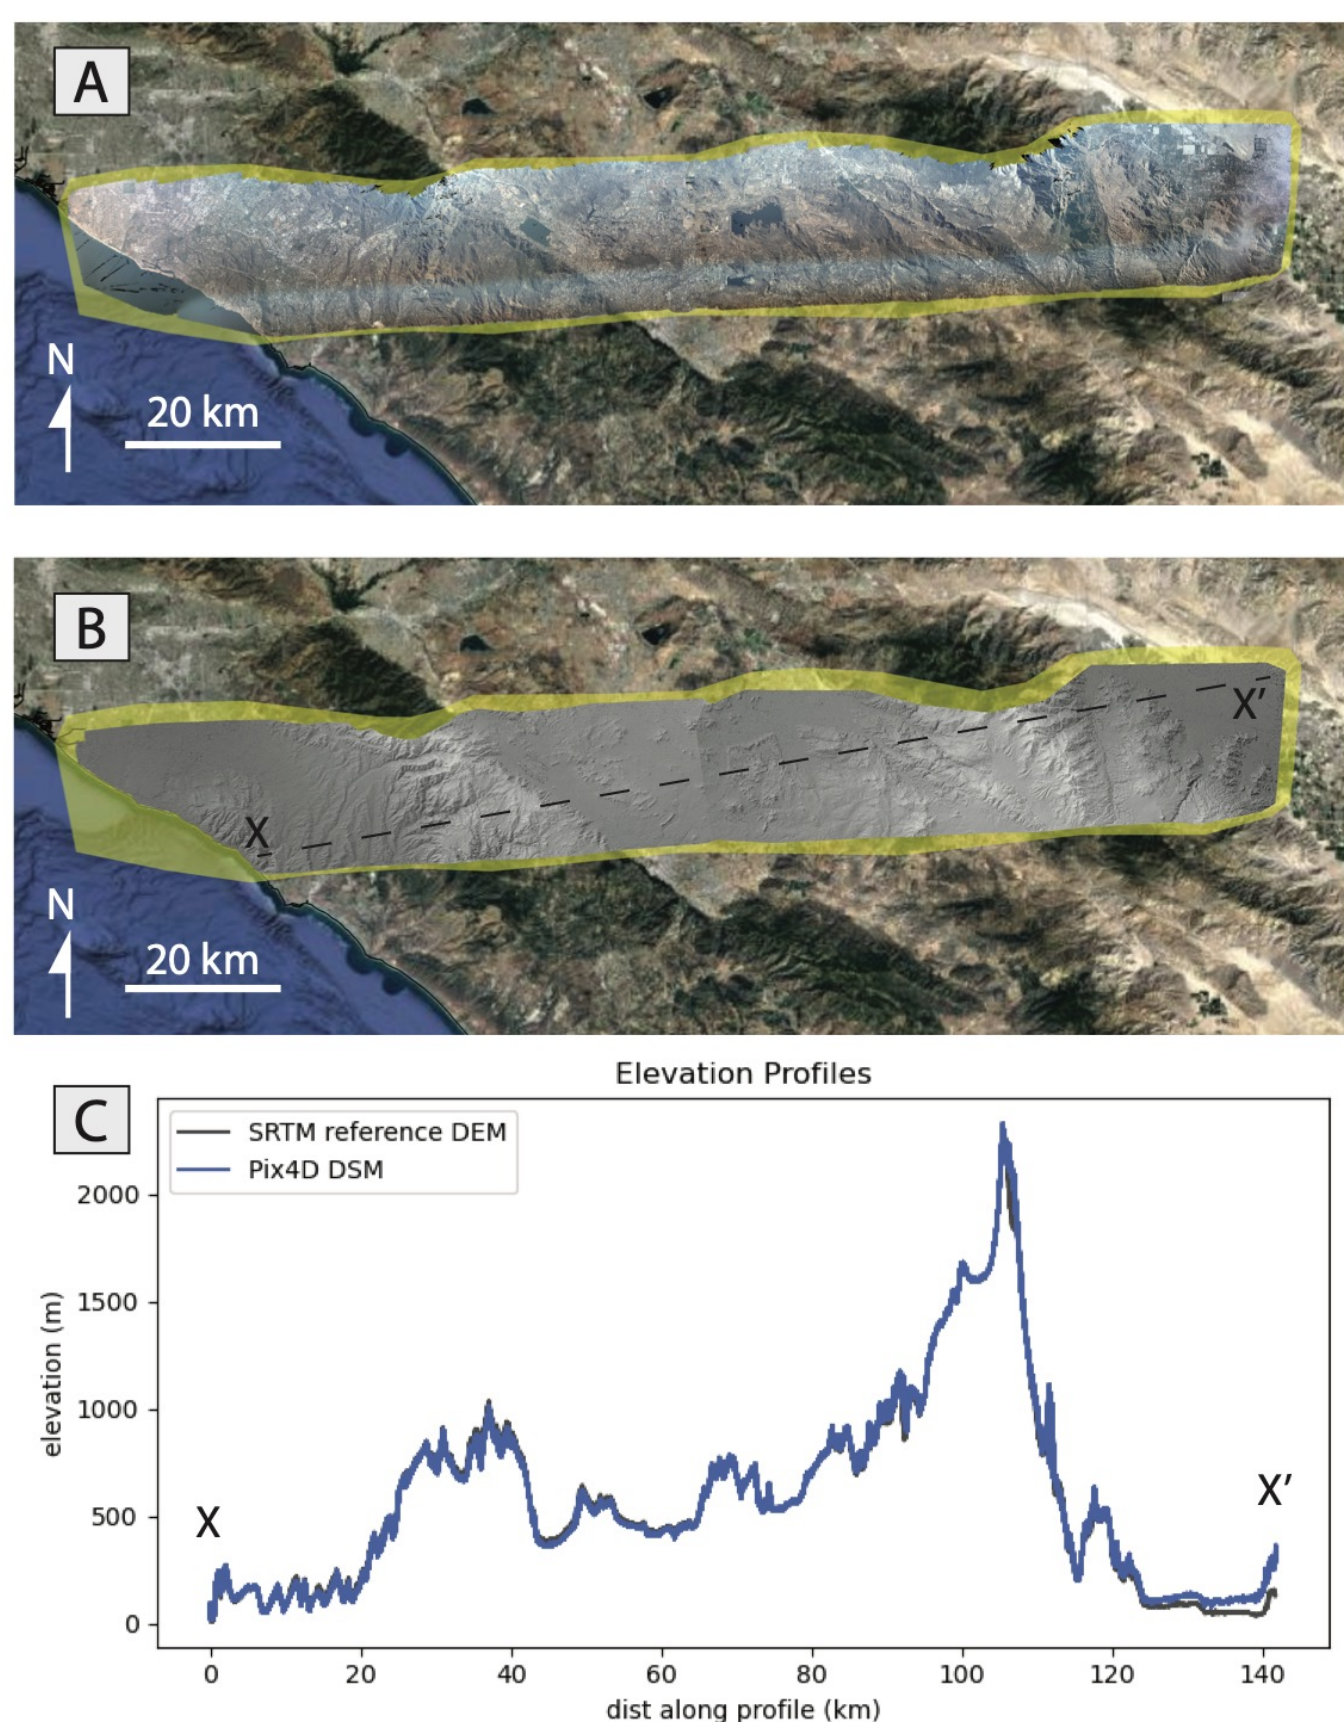 A
N
20 km
B
X
X’
N
20 km
C
Elevation Profiles
SRTM reference DEM
Pix4D DSM
elevation (m)
2000
1500
1000
500
0
X
X’
0 20 40 60 80 100 120 140
dist along profile (km)